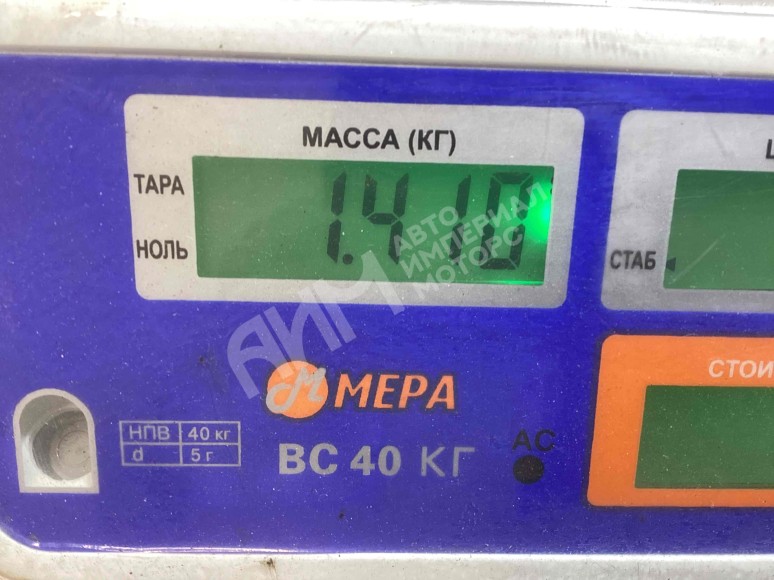 МАССА (КГ)
ТАРА
1.410
НОЛЬ
СТАБ
АИМ
АВТО
ИМПЕРИАЛ
МОТОРС
СТОИ
МЕРА
НПВ 40 кг
d 5 г
ВС 40 КГ
AC